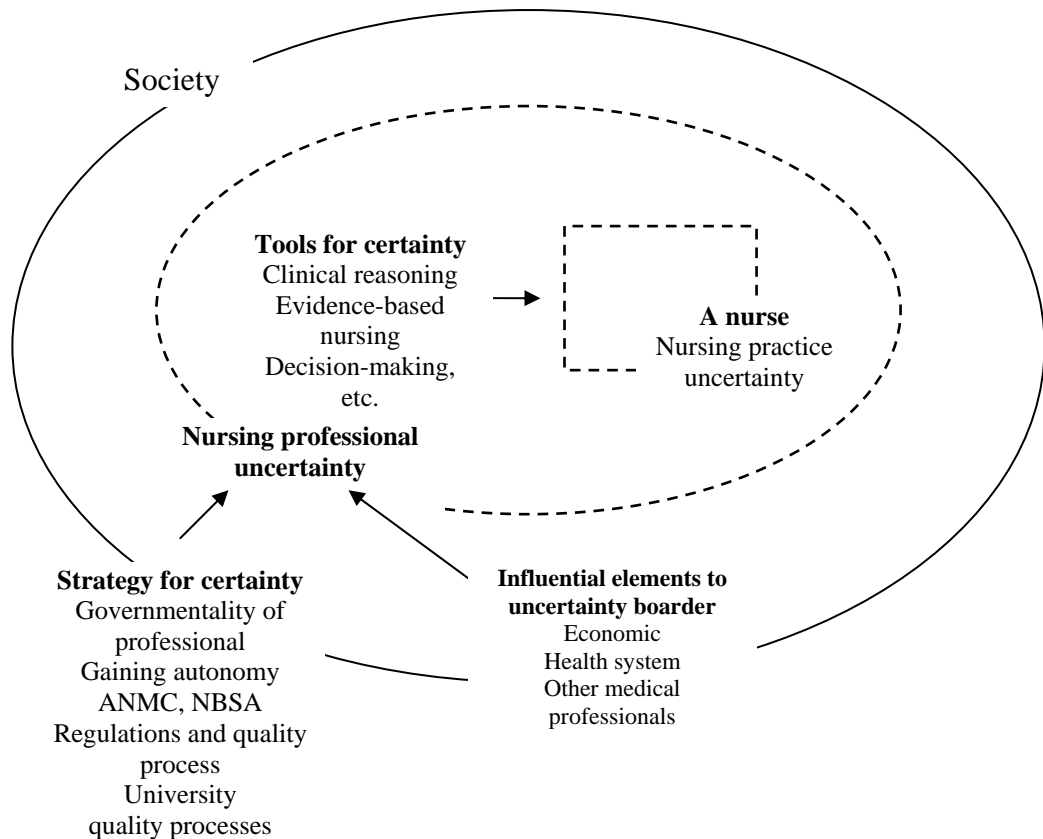 Society
Tools for certainty
Clinical reasoning
Evidence-based
nursing
Decision-making,
etc.
A nurse
Nursing practice
uncertainty
Nursing professional
uncertainty
Strategy for certainty
Governmentality of
professional
Gaining autonomy
ANMC, NBSA
Regulations and quality
process
University
quality processes
Influential elements to
uncertainty boarder
Economic
Health system
Other medical
professionals